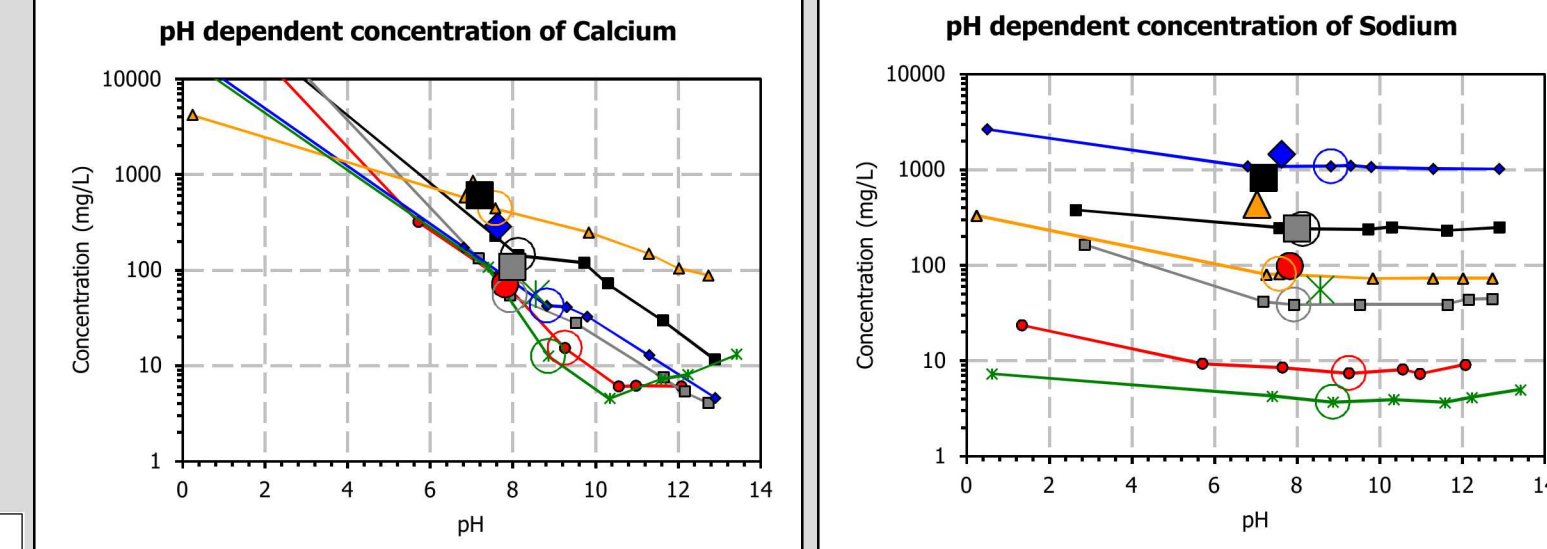 pH dependent concentration of Calcium
10000
1000
100
10
1
Concentration (mg/L)
0 2 4 6 8 10 12 14
pH
pH dependent concentration of Sodium
10000
1000
100
10
1
Concentration (mg/L)
0 2 4 6 8 10 12
pH